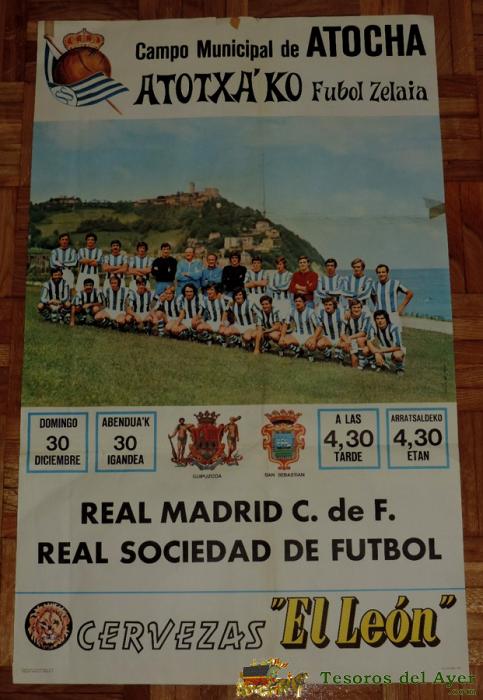 Campo Municipal de ATOCHA
ATOTXA'KO Fubol Zelaia
DOMINGO
30
DICIEMBRE
ABENDUA'K
30
IGANDEA
GUIPUZCOA
SAN SEBASTIAN
A LAS
4,30
TARDE
ARRATSALDEKO
4,30
ETAN
REAL MADRID C. de F.
REAL SOCIEDAD DE FUTBOL
CERVEZAS "El León"
Tesoros del Ayer
.com